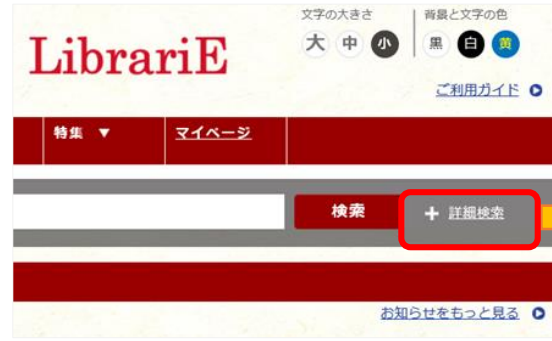 文字の大きさ
背景と文字の色
LibrariE
大 中 小
黒 白 黄
ご利用ガイド
特集 ▼
マイページ
検索
+ 詳細検索
お知らせをもっと見る